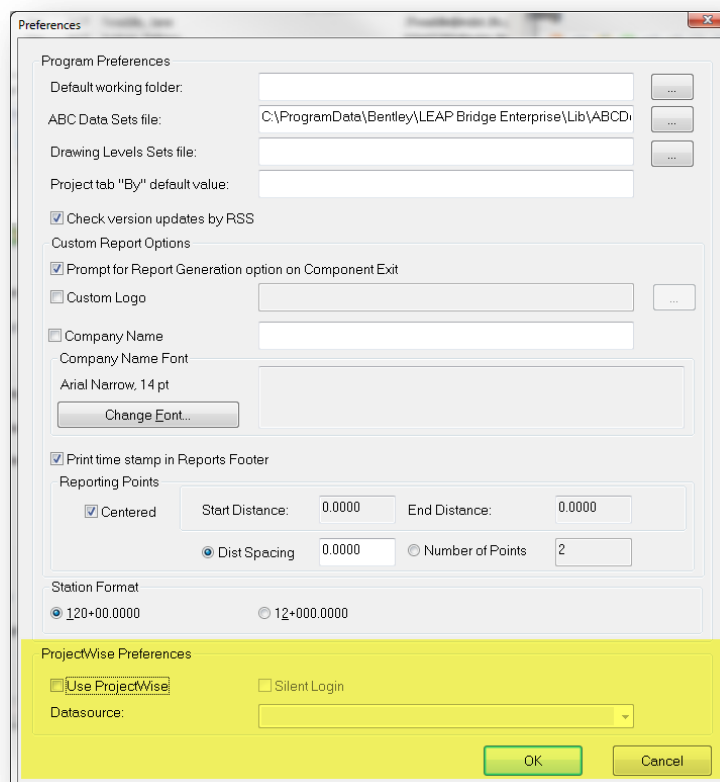 Preferences
Program Preferences
Default working folder:
...
ABC Data Sets file:
C:\ProgramData\Bentley\LEAP Bridge Enterprise\Lib\ABCD
...
Drawing Levels Sets file:
...
Project tab "By" default value:
Check version updates by RSS
Custom Report Options
Prompt for Report Generation option on Component Exit
Custom Logo
...
Company Name
Company Name Font
Arial Narrow, 14 pt
Change Font...
Print time stamp in Reports Footer
Reporting Points
Centered
Start Distance:
0.0000
End Distance:
0.0000
Dist Spacing
0.0000
Number of Points
2
Station Format
120+00.0000
12+000.0000
ProjectWise Preferences
Use ProjectWise
Silent Login
Datasource:
OK
Cancel